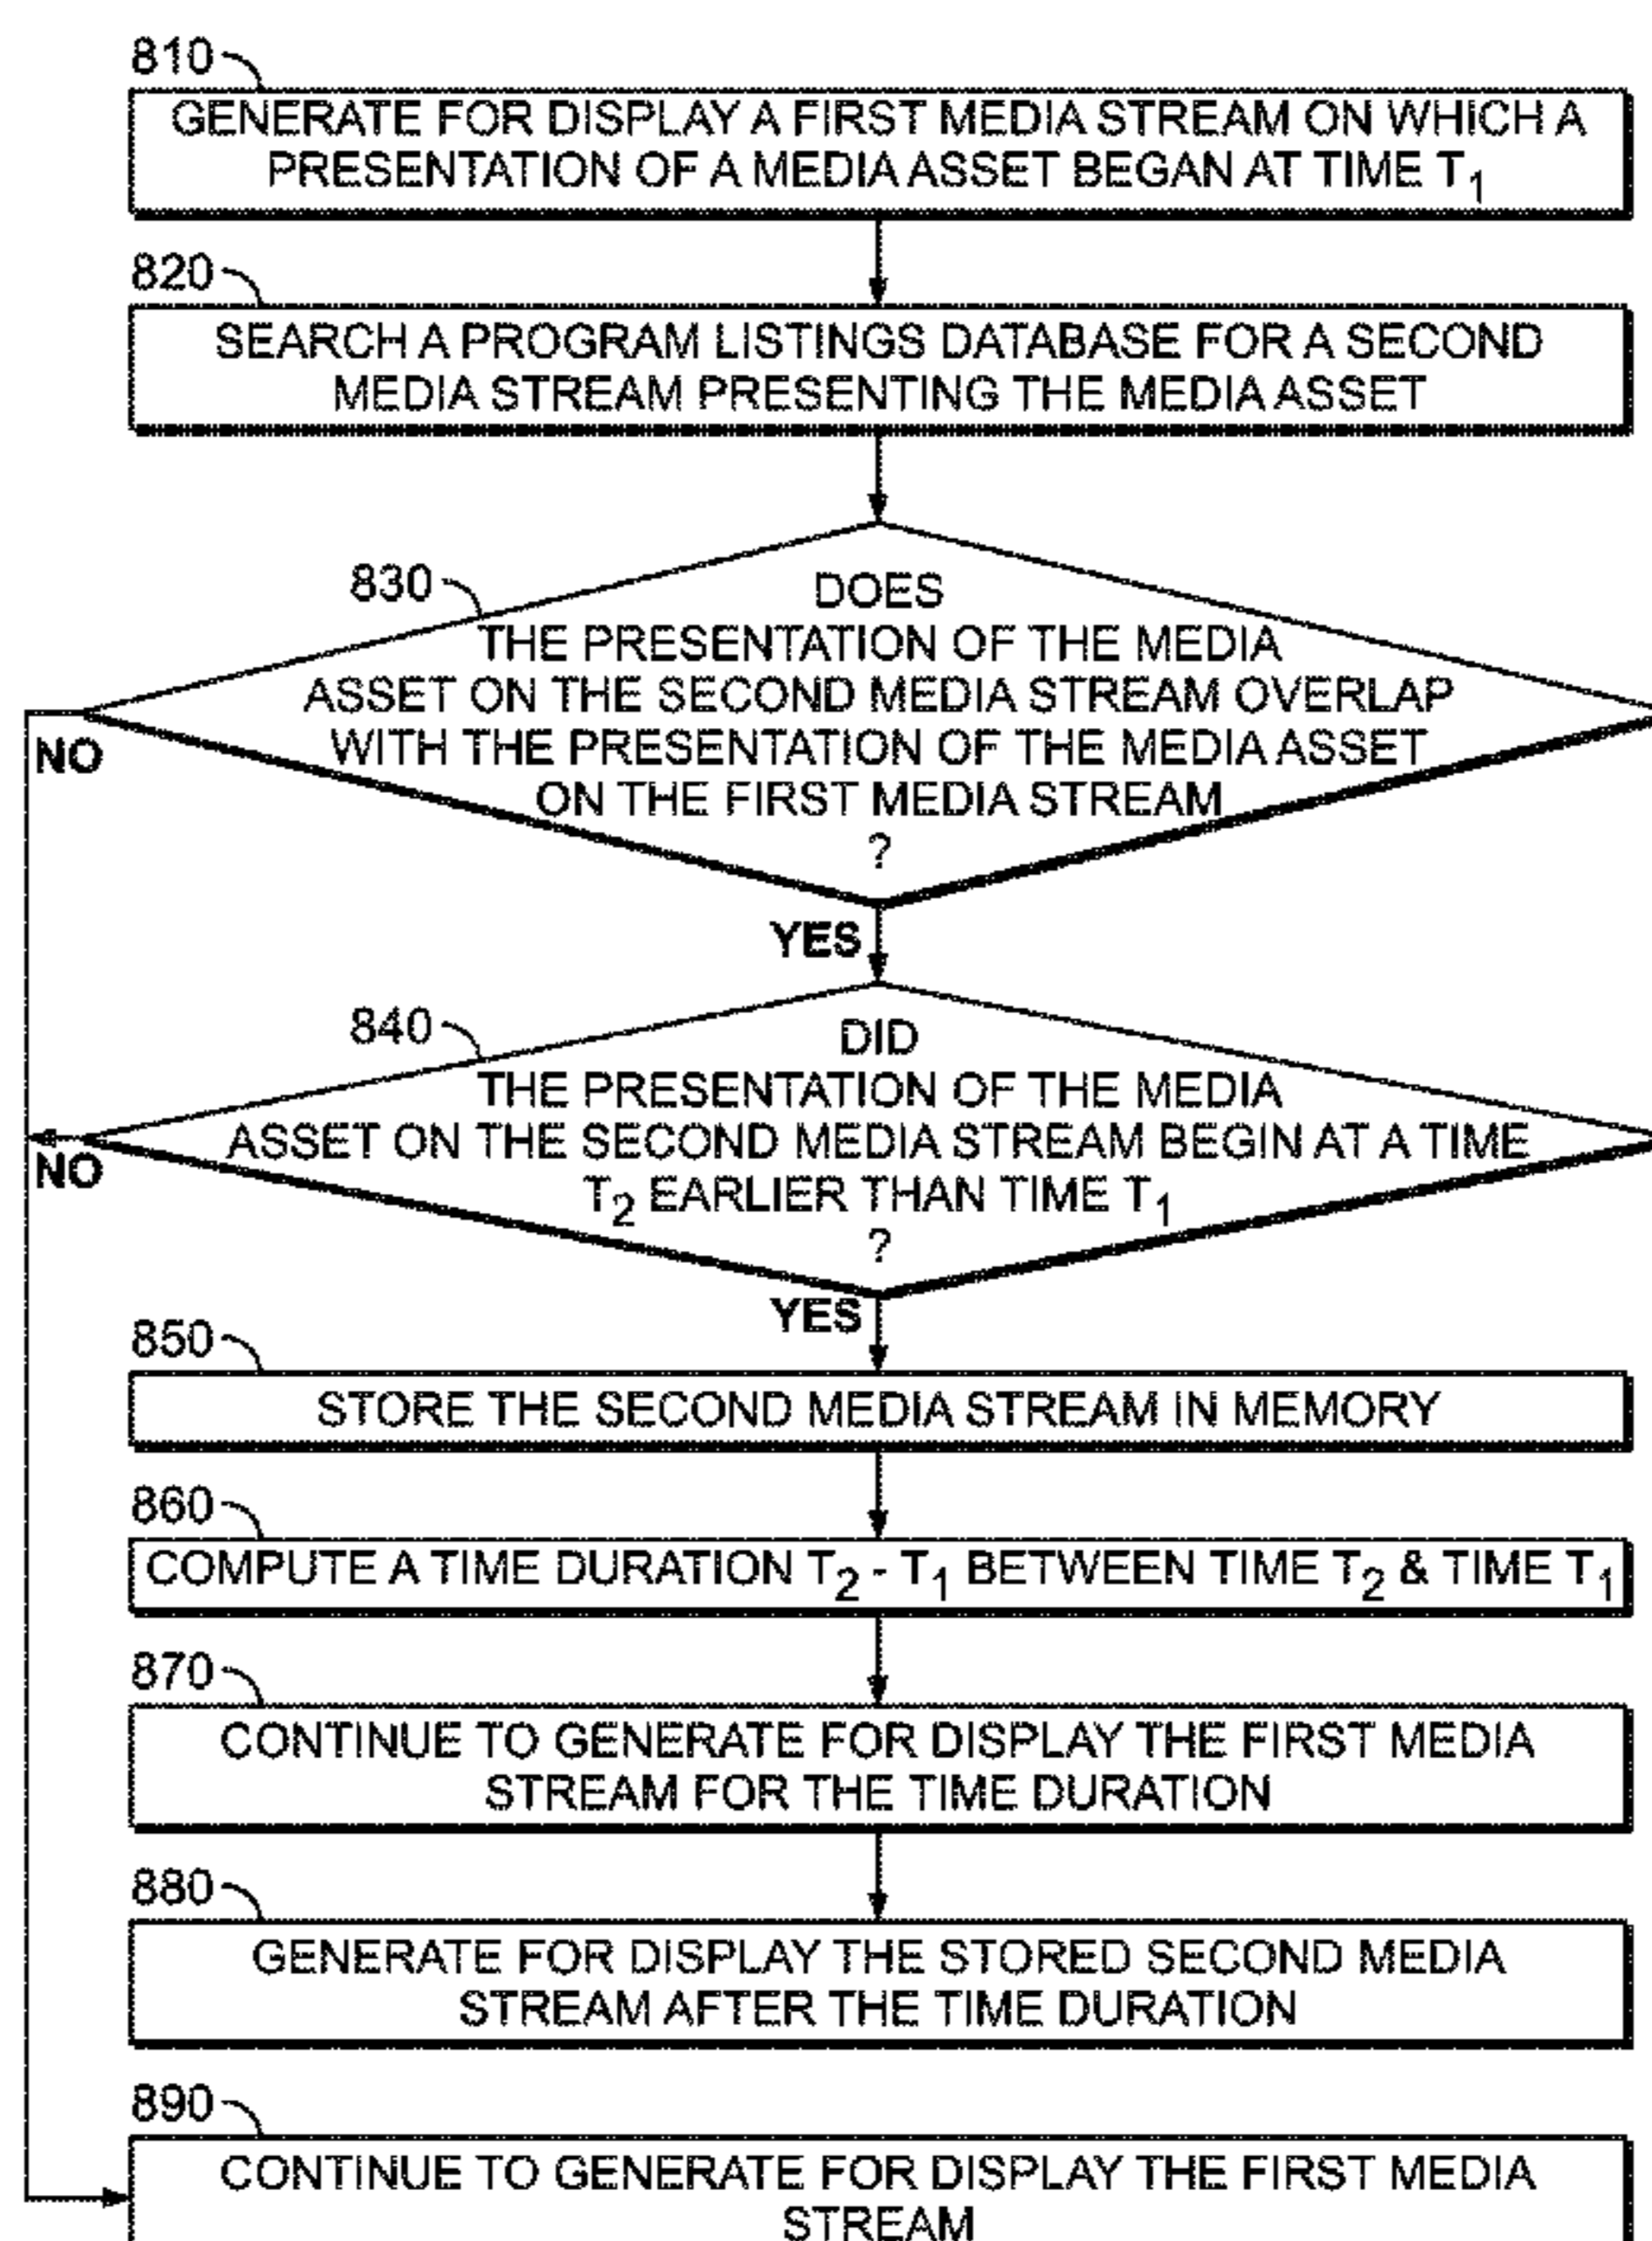 810
GENERATE FOR DISPLAY A FIRST MEDIA STREAM ON WHICH A
PRESENTATION OF A MEDIA ASSET BEGAN AT TIME T1
820
SEARCH A PROGRAM LISTINGS DATABASE FOR A SECOND
MEDIA STREAM PRESENTING THE MEDIA ASSET
830
DOES
THE PRESENTATION OF THE MEDIA
ASSET ON THE SECOND MEDIA STREAM OVERLAP
WITH THE PRESENTATION OF THE MEDIA ASSET
ON THE FIRST MEDIA STREAM
?
NO
YES
840
DID
THE PRESENTATION OF THE MEDIA
ASSET ON THE SECOND MEDIA STREAM BEGIN AT A TIME
T2 EARLIER THAN TIME T1
?
NO
YES
850
STORE THE SECOND MEDIA STREAM IN MEMORY
860
COMPUTE A TIME DURATION T2 - T1 BETWEEN TIME T2 & TIME T1
870
CONTINUE TO GENERATE FOR DISPLAY THE FIRST MEDIA
STREAM FOR THE TIME DURATION
880
GENERATE FOR DISPLAY THE STORED SECOND MEDIA
STREAM AFTER THE TIME DURATION
890
CONTINUE TO GENERATE FOR DISPLAY THE FIRST MEDIA
STREAM